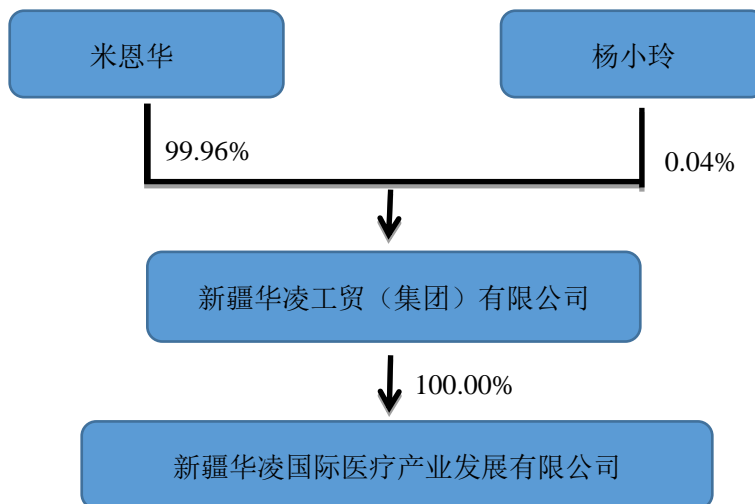 米恩华
杨小玲
99.96%
0.04%
新疆华凌工贸（集团）有限公司
100.00%
新疆华凌国际医疗产业发展有限公司